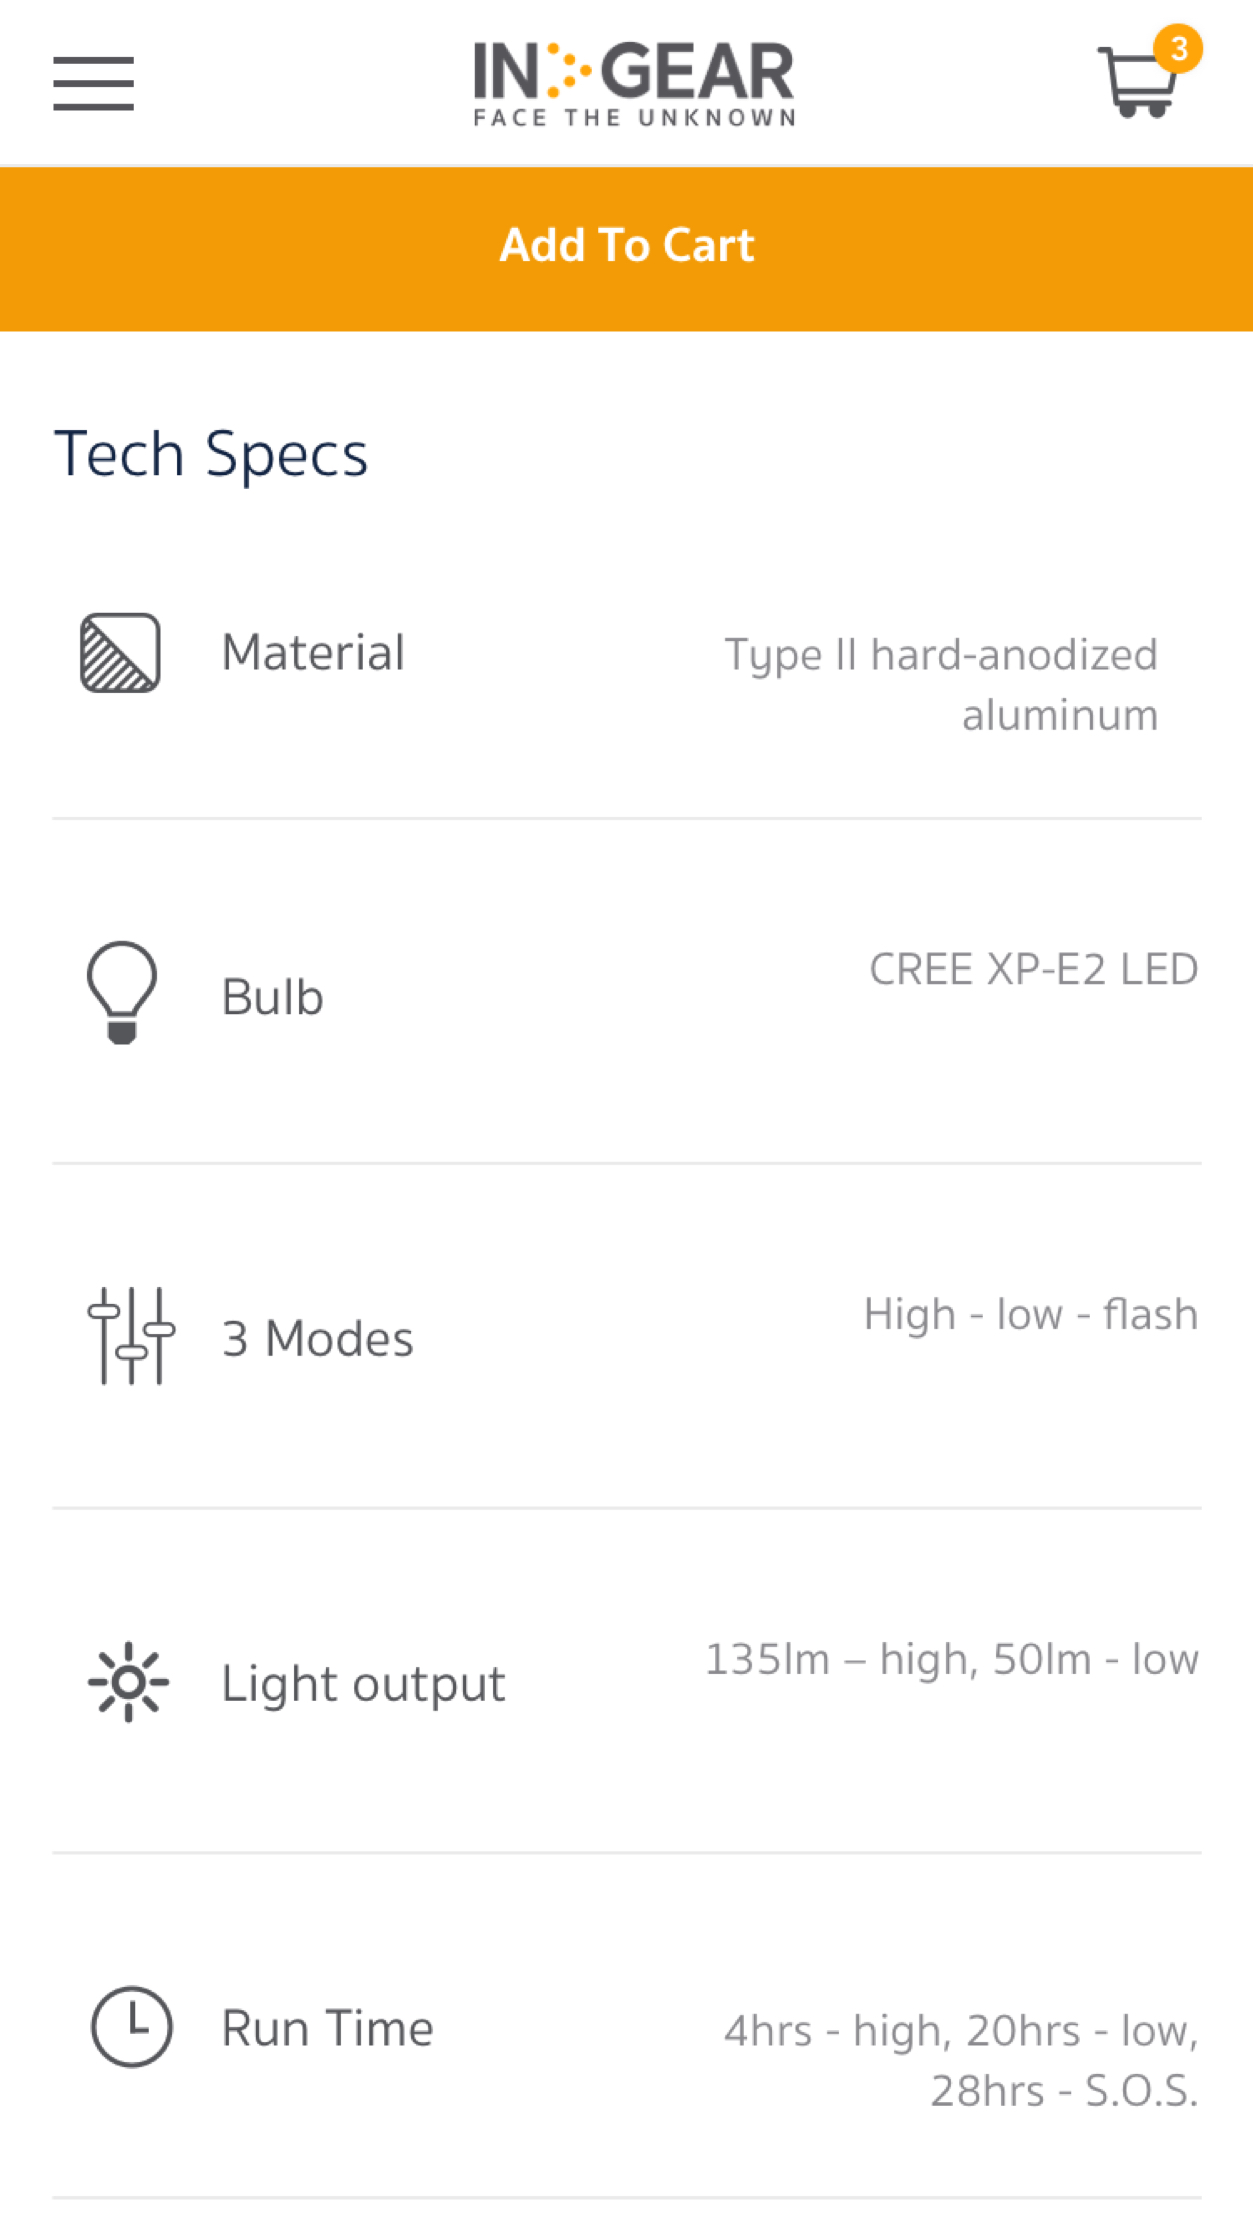 IN GEAR
FACE THE UNKNOWN
3
Add To Cart
Tech Specs
Material
Type II hard-anodized
aluminum
Bulb
CREE XP-E2 LED
3 Modes
High - low - flash
Light output
135lm – high, 50lm - low
Run Time
4hrs - high, 20hrs - low,
28hrs - S.O.S.